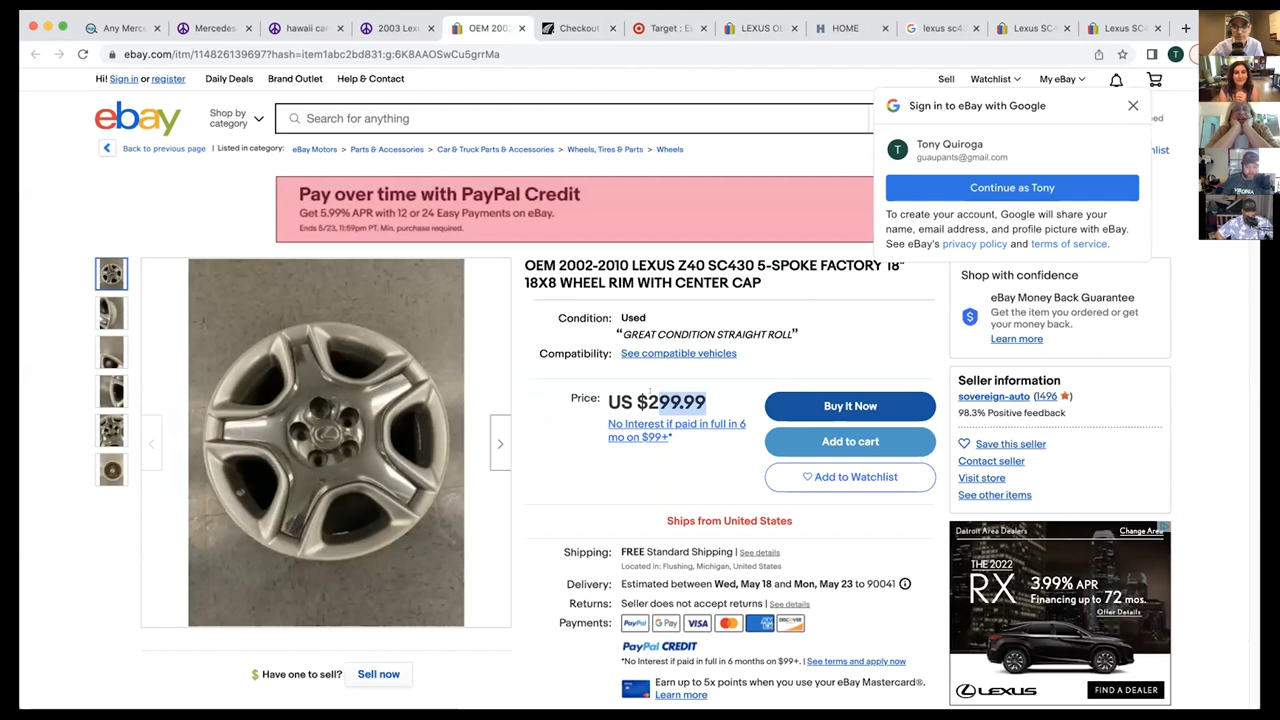 Any Merc
Mercedes
hawaii car
2003 Lex
OEM 200
Checkout
Target : Ex
LEXUS OE
HOME
lexus sc43
Lexus SC4
Lexus SC4
ebay.com/itm/114826139697?hash=item1abc2bd831:g:6K8AAOSwCu5grrMa
T
Hi! Sign in or register
Daily Deals
Brand Outlet
Help & Contact
Sell
Watchlist
My eBay
ebay
Shop by category
Search for anything
Back to previous page
Listed in category:
eBay Motors > Parts & Accessories > Car & Truck Parts & Accessories > Wheels, Tires & Parts > Wheels
Sign in to eBay with Google
T
Tony Quiroga
guaupants@gmail.com
Continue as Tony
To create your account, Google will share your
name, email address, and profile picture with eBay.
See eBay's privacy policy and terms of service.
Pay over time with PayPal Credit
Get 5.99% APR with 12 or 24 Easy Payments on eBay.
Ends 5/23, 11:59pm PT. Min. purchase required.
OEM 2002-2010 LEXUS Z40 SC430 5-SPOKE FACTORY 18"
18X8 WHEEL RIM WITH CENTER CAP
Condition: Used
"GREAT CONDITION STRAIGHT ROLL"
Compatibility: See compatible vehicles
Price: US $299.99
No Interest if paid in full in 6
mo on $99+*
Buy It Now
Add to cart
Add to Watchlist
Ships from United States
Shipping: FREE Standard Shipping | See details
Located in: Flushing, Michigan, United States
Delivery: Estimated between Wed, May 18 and Mon, May 23 to 90041
Returns: Seller does not accept returns | See details
Payments: PayPal G Pay VISA
DISCOVER
PayPal CREDIT
*No Interest if paid in full in 6 months on $99+. | See terms and apply now
Earn up to 5x points when you use your eBay Mastercard®.
Learn more
Have one to sell? Sell now
Shop with confidence
eBay Money Back Guarantee
Get the item you ordered or get
your money back.
Learn more
Seller information
sovereign-auto (1496)
98.3% Positive feedback
Save this seller
Contact seller
Visit store
See other items
Detroit Area Dealers
Change Area
THE 2022
RX
3.99% APR
Financing up to 72 mos.
Offer Details
LEXUS
FIND A DEALER